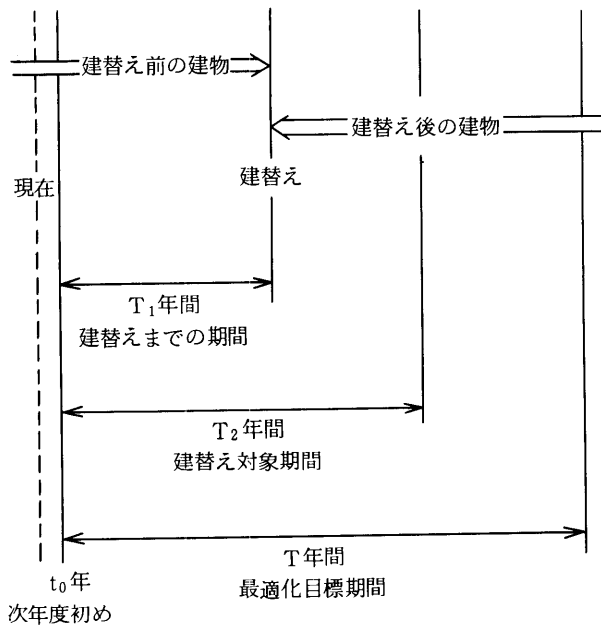 建替え前の建物
建替え後の建物
建替え
現在
T₁年間
建替えまでの期間
T₂年間
建替え対象期間
T年間
最適化目標期間
t₀年
次年度初め